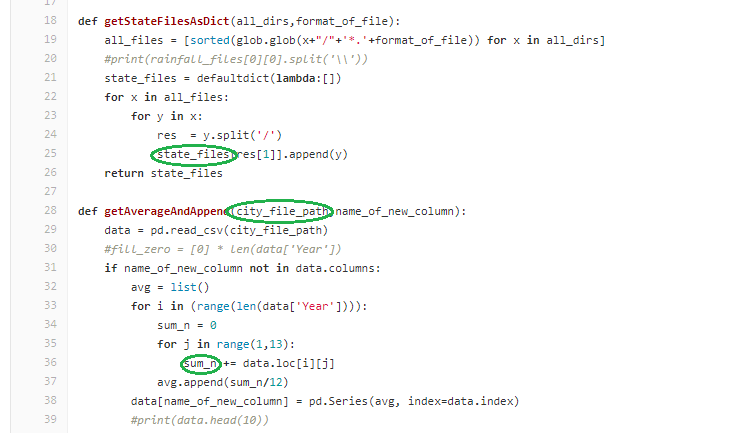 17
18 def getStateFilesAsDict(all_dirs,format_of_file):
19 all_files = [sorted(glob.glob(x+"/"+'*.'+format_of_file)) for x in all_dirs]
20 #print(rainfall_files[0][0].split('\\'))
21 state_files = defaultdict(lambda:[])
22 for x in all_files:
23 for y in x:
24 res  = y.split('/')
25 state_files[res[1]].append(y)
26 return state_files
27
28 def getAverageAndAppend(city_file_path,name_of_new_column):
29 data = pd.read_csv(city_file_path)
30 #fill_zero = [0] * len(data['Year'])
31 if name_of_new_column not in data.columns:
32 avg = list()
33 for i in (range(len(data['Year']))):
34 sum_n = 0
35 for j in range(1,13):
36 sum_n += data.loc[i][j]
37 avg.append(sum_n/12)
38 data[name_of_new_column] = pd.Series(avg, index=data.index)
39 #print(data.head(10))